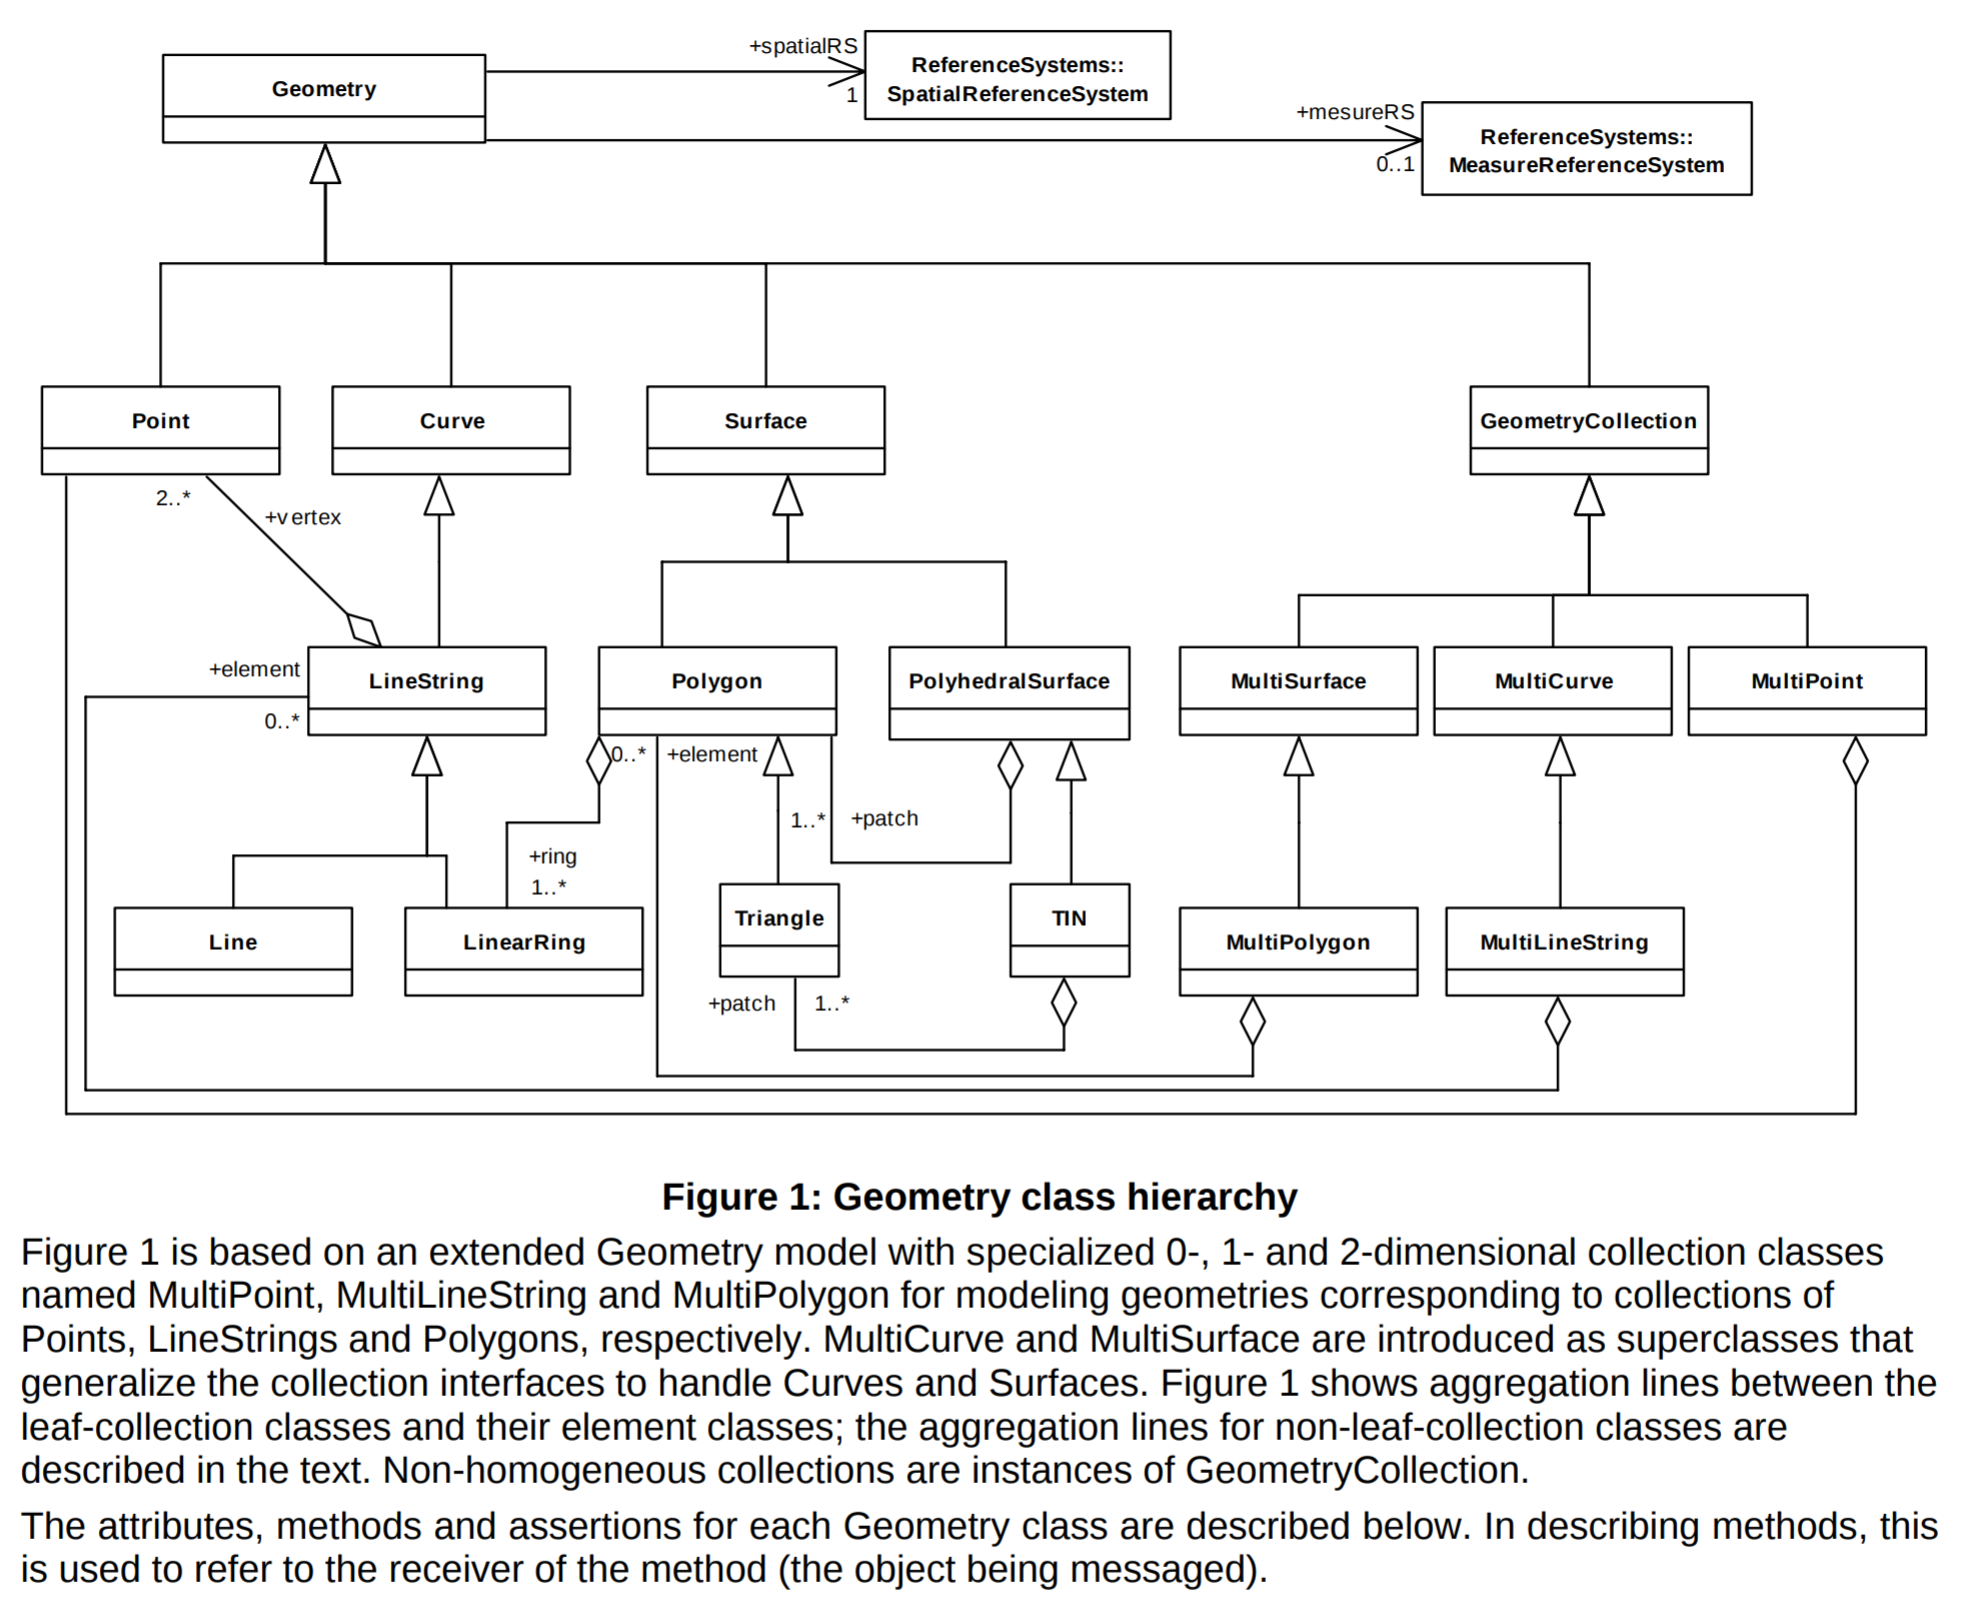 +spatialRS
Geometry
ReferenceSystems::
SpatialReferenceSystem
1
+mesureRS
ReferenceSystems::
MeasureReferenceSystem
0..1
Point
Curve
Surface
GeometryCollection
2..*
+vertex
+element
LineString
Polygon
PolyhedralSurface
MultiSurface
MultiCurve
MultiPoint
0..*
0..*
+element
1..*
+patch
+ring
1..*
Triangle
TIN
Line
LinearRing
MultiPolygon
MultiLineString
+patch
1..*
Figure 1: Geometry class hierarchy
Figure 1 is based on an extended Geometry model with specialized 0-, 1- and 2-dimensional collection classes
named MultiPoint, MultiLineString and MultiPolygon for modeling geometries corresponding to collections of
Points, LineStrings and Polygons, respectively. MultiCurve and MultiSurface are introduced as superclasses that
generalize the collection interfaces to handle Curves and Surfaces. Figure 1 shows aggregation lines between the
leaf-collection classes and their element classes; the aggregation lines for non-leaf-collection classes are
described in the text. Non-homogeneous collections are instances of GeometryCollection.
The attributes, methods and assertions for each Geometry class are described below. In describing methods, this
is used to refer to the receiver of the method (the object being messaged).